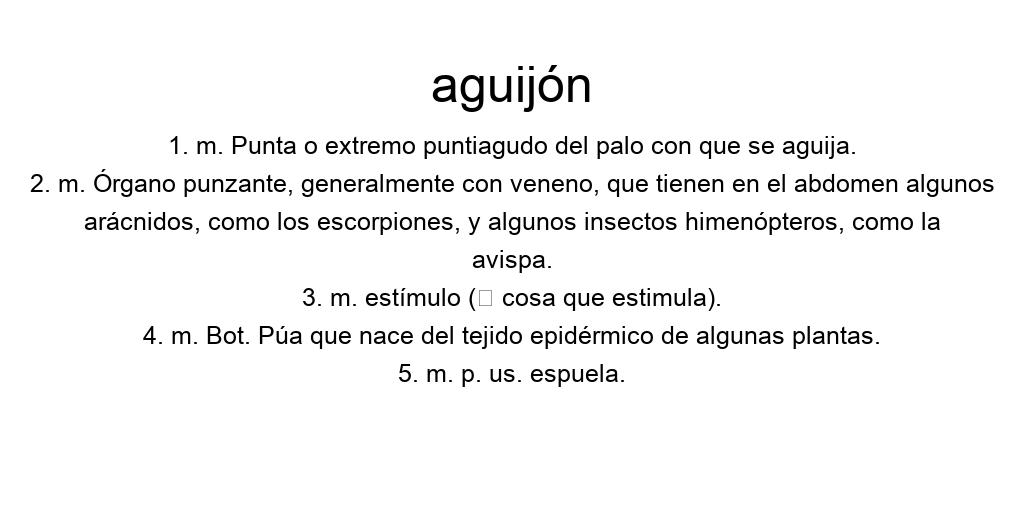 aguijón
1. m. Punta o extremo puntiagudo del palo con que se aguija.
2. m. Órgano punzante, generalmente con veneno, que tienen en el abdomen algunos
arácnidos, como los escorpiones, y algunos insectos himenópteros, como la
avispa.
3. m. estímulo (▯ cosa que estimula).
4. m. Bot. Púa que nace del tejido epidérmico de algunas plantas.
5. m. p. us. espuela.